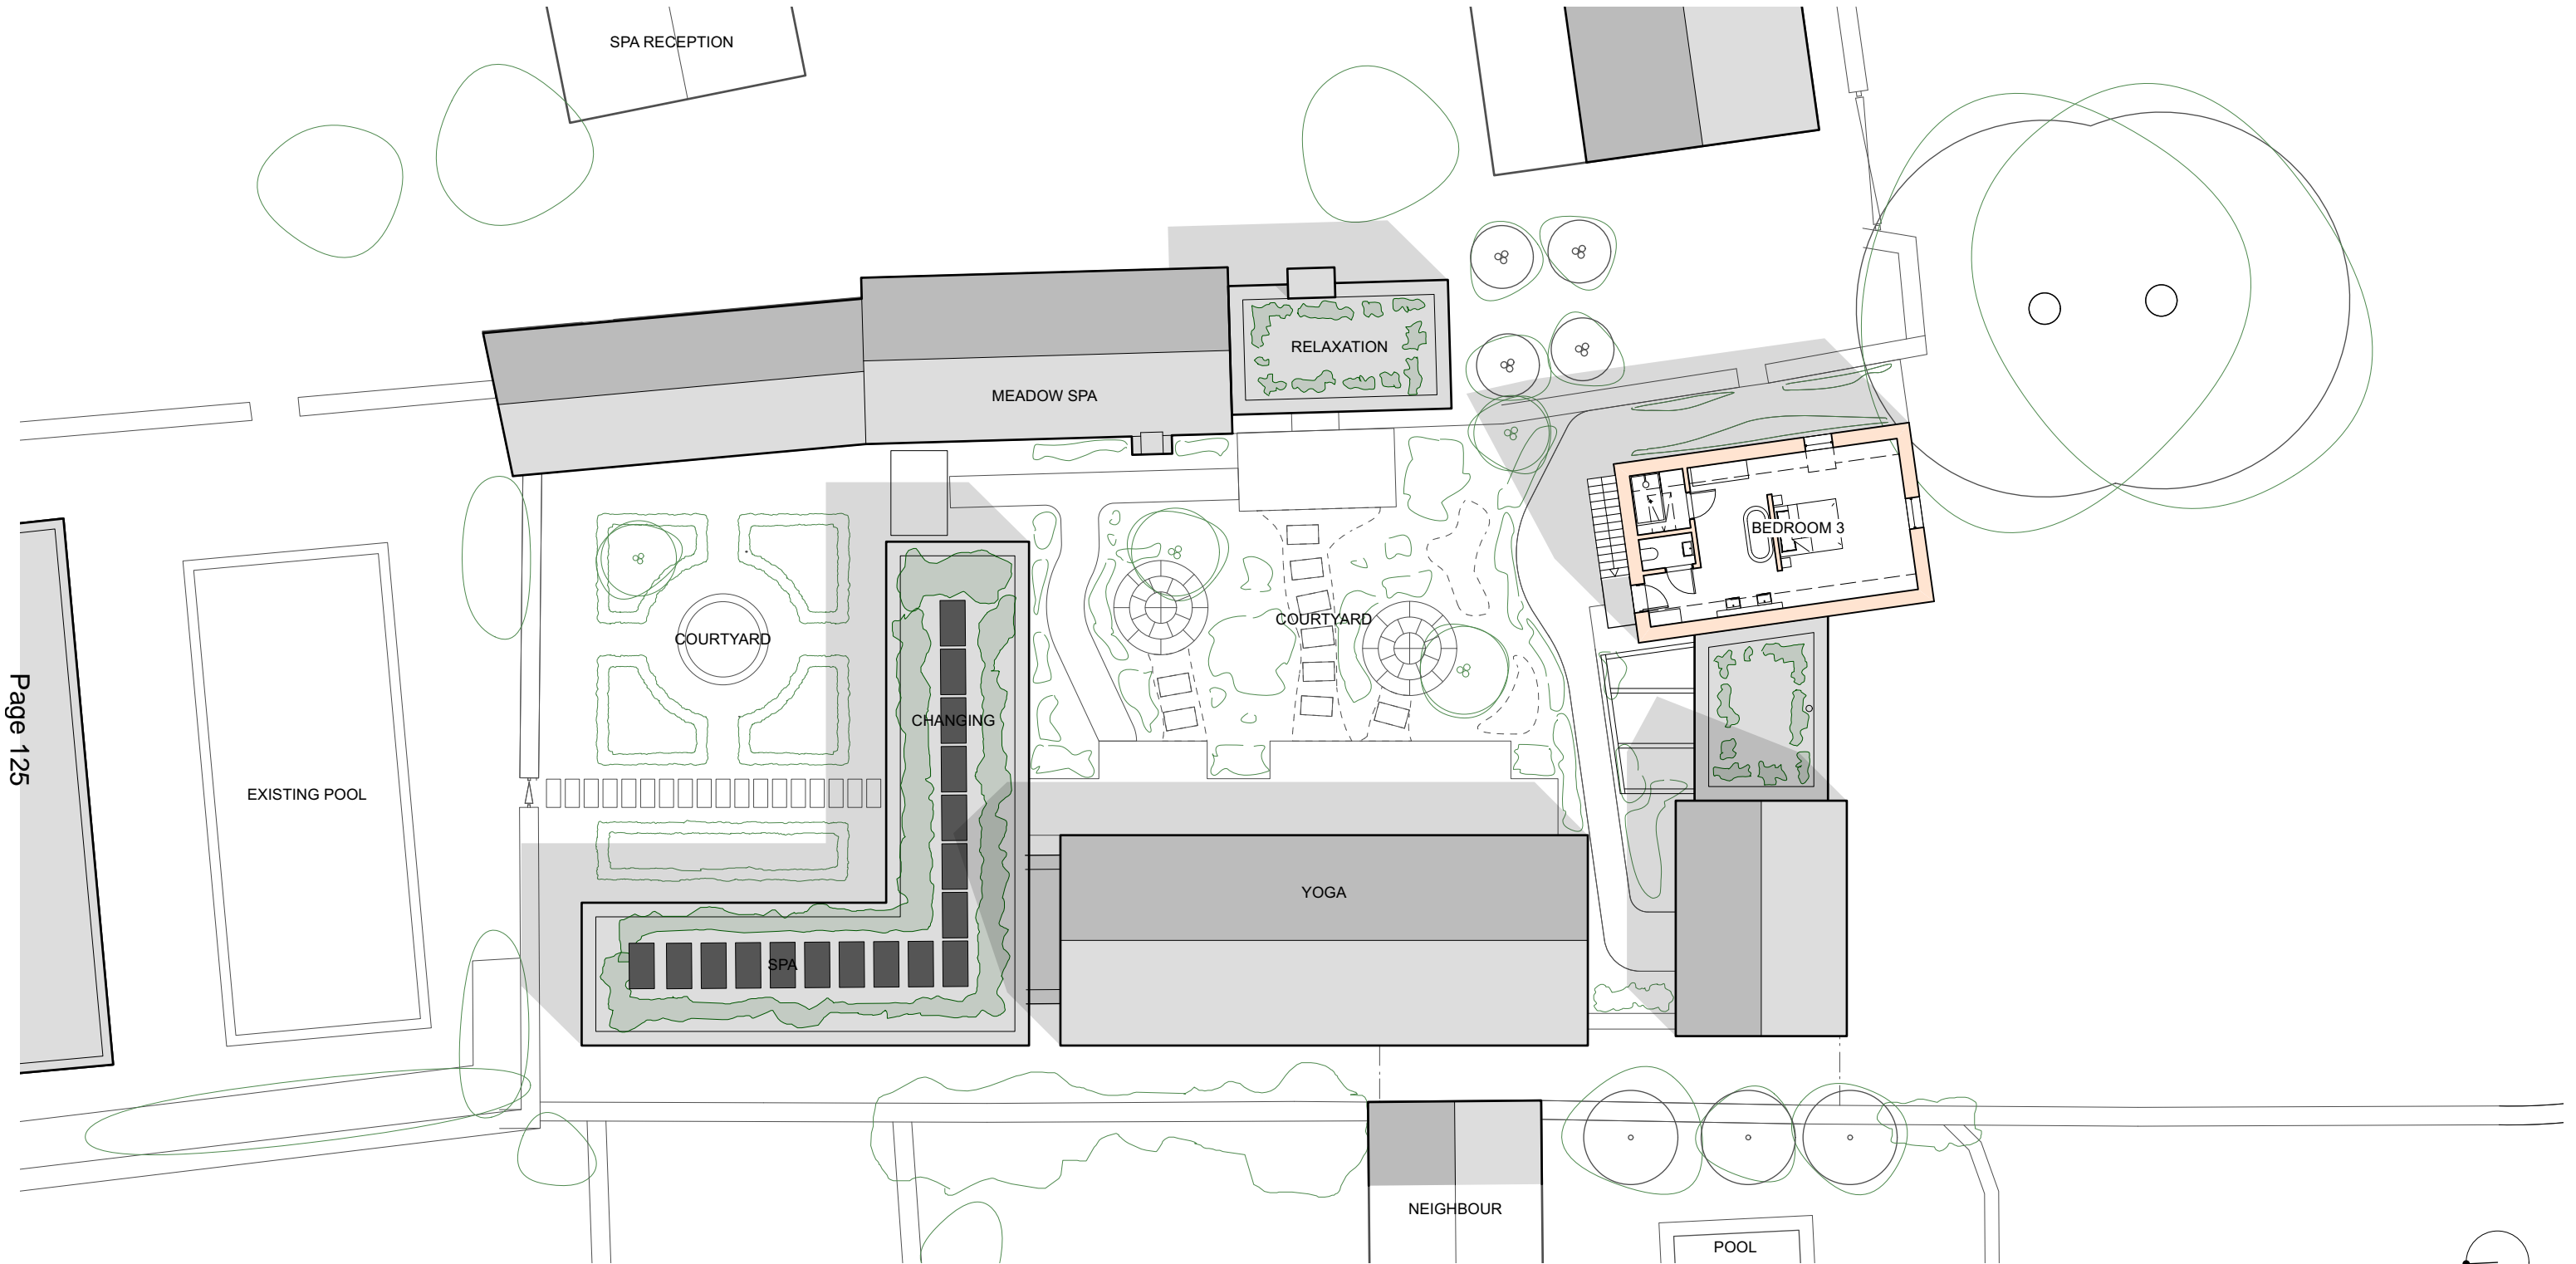 SPA RECEPTION
RELAXATION
MEADOW SPA
BEDROOM 3
COURTYARD
COURTYARD
CHANGING
Page 125
EXISTING POOL
YOGA
SPA
NEIGHBOUR
POOL